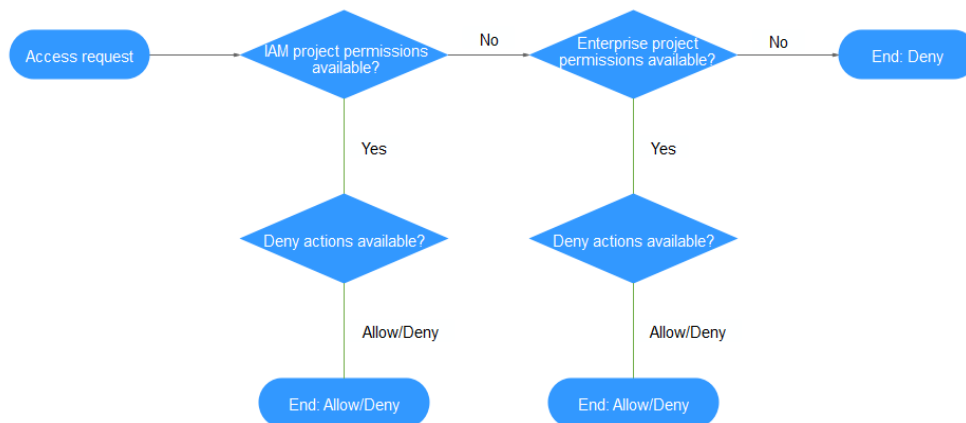 Access request
IAM project permissions
available?
No
Enterprise project
permissions available?
No
End: Deny
Yes
Yes
Deny actions available?
Deny actions available?
Allow/Deny
Allow/Deny
End: Allow/Deny
End: Allow/Deny